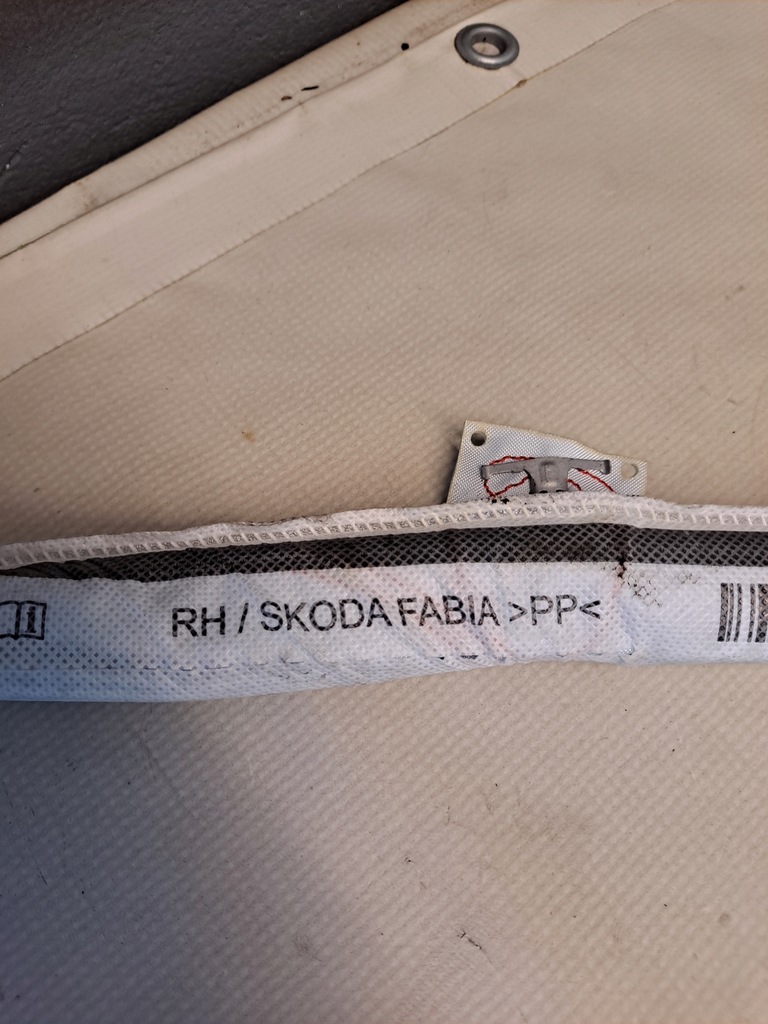 RH / SKODA FABIA >PP<